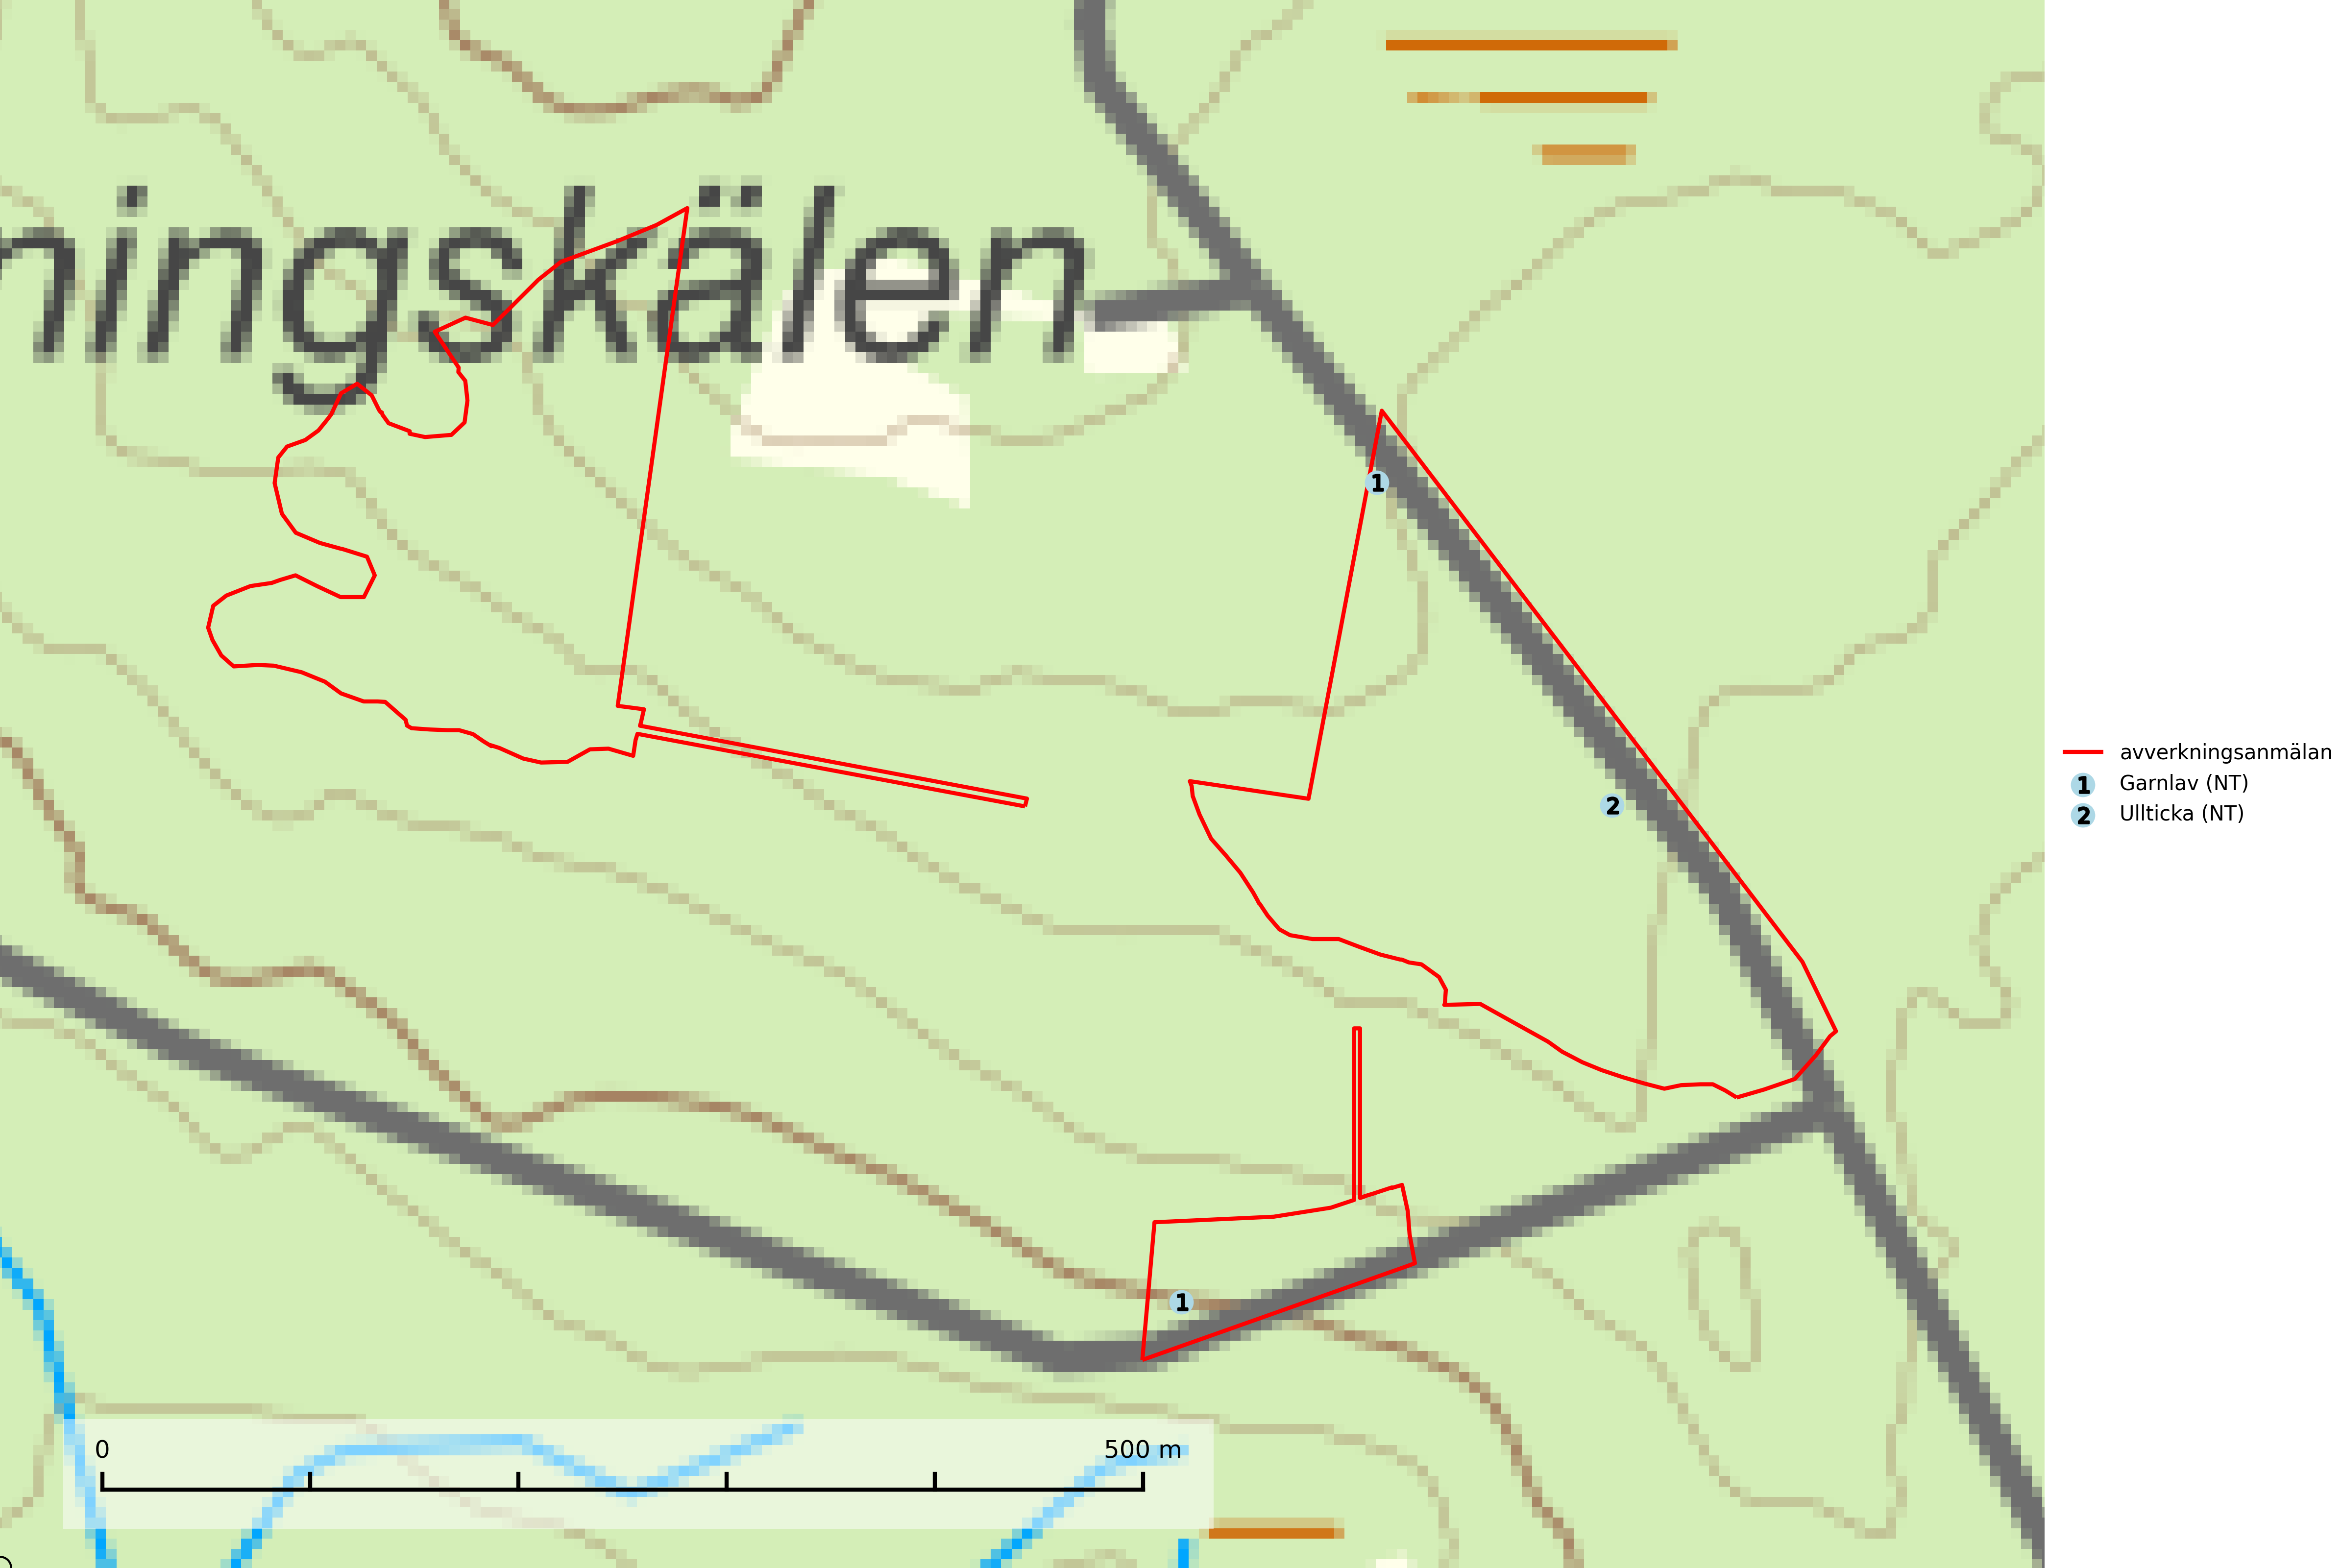 ningskälen
1
2
1
avverkningsanmälan
1 Garnlav (NT)
2 Ullticka (NT)
0 500 m